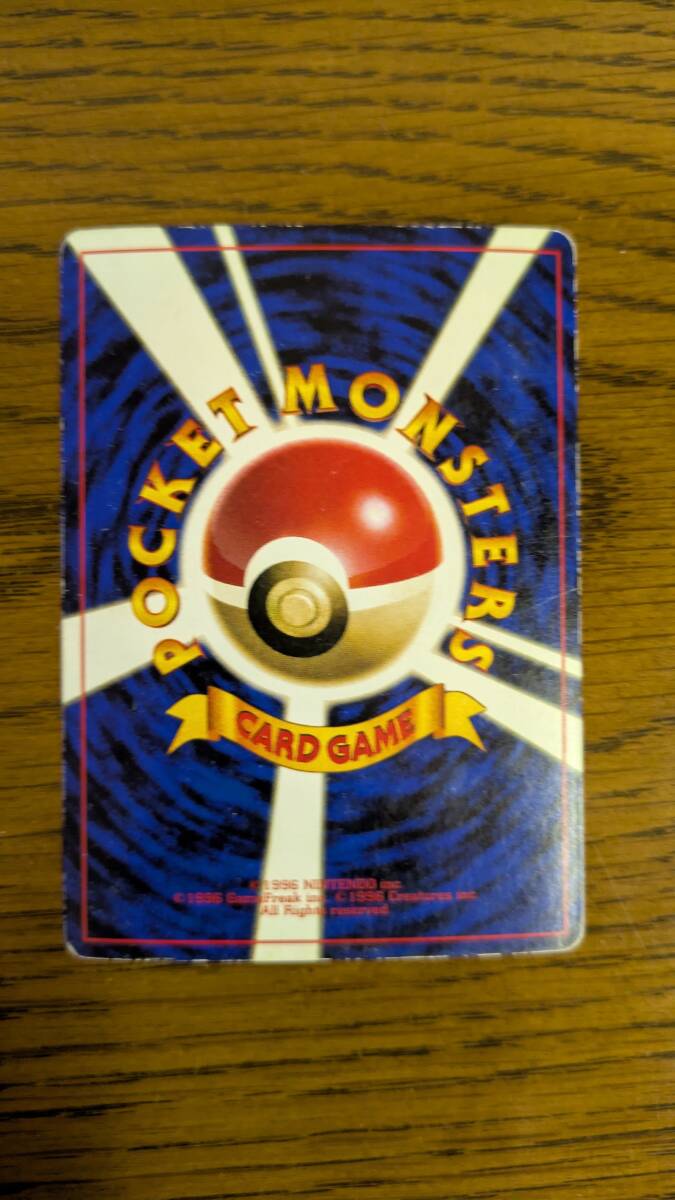 POCKET MONSTERS
CARD GAME
©1996 NINTENDO inc.
©1996 GameFreak inc. ©1996 Creatures inc.
All Rights reserved.